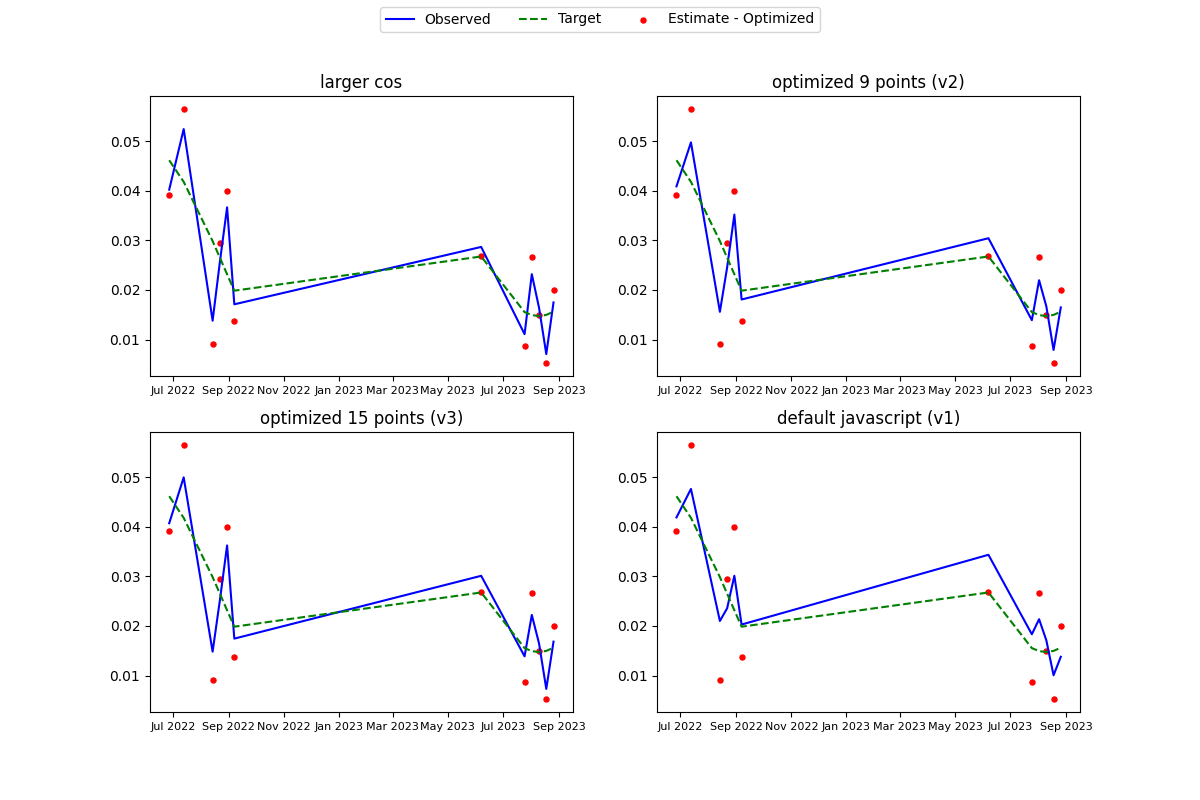 Observed Target Estimate - Optimized
larger cos
0.05
0.04
0.03
0.02
0.01
Jul 2022 Sep 2022 Nov 2022 Jan 2023 Mar 2023 May 2023 Jul 2023 Sep 2023
optimized 9 points (v2)
0.05
0.04
0.03
0.02
0.01
Jul 2022 Sep 2022 Nov 2022 Jan 2023 Mar 2023 May 2023 Jul 2023 Sep 2023
optimized 15 points (v3)
0.05
0.04
0.03
0.02
0.01
Jul 2022 Sep 2022 Nov 2022 Jan 2023 Mar 2023 May 2023 Jul 2023 Sep 2023
default javascript (v1)
0.05
0.04
0.03
0.02
0.01
Jul 2022 Sep 2022 Nov 2022 Jan 2023 Mar 2023 May 2023 Jul 2023 Sep 2023